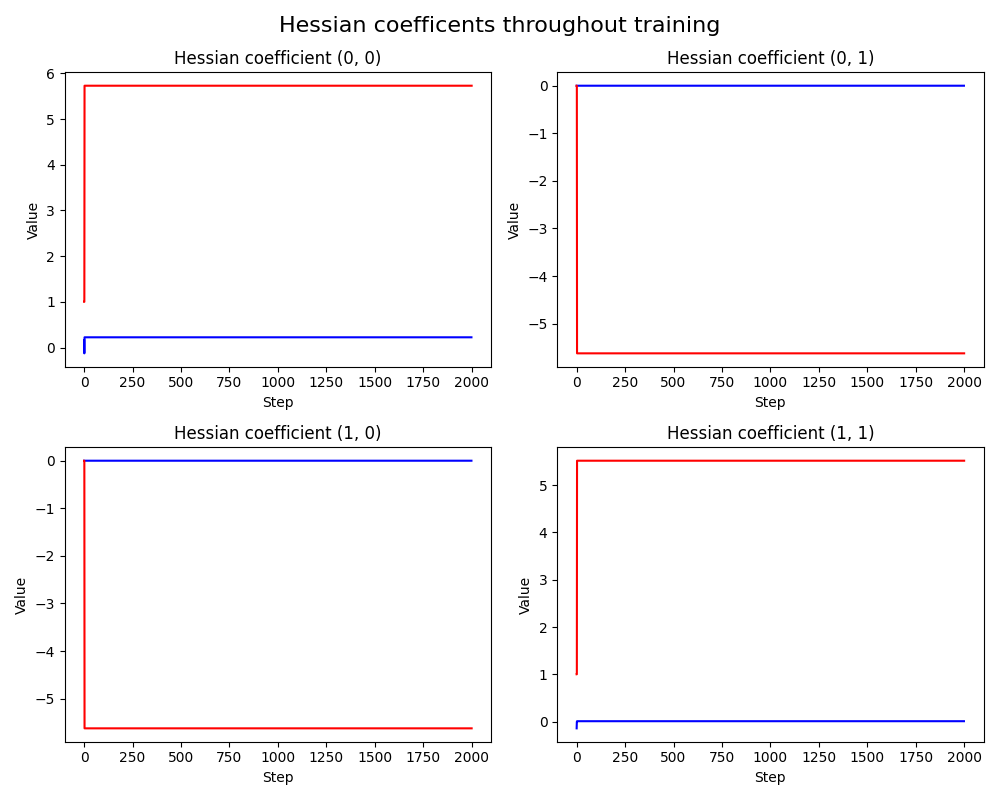 Hessian coefficents throughout training
Hessian coefficient (0, 0)
Value
6
5
4
3
2
1
0
0 250 500 750 1000 1250 1500 1750 2000
Step
Hessian coefficient (0, 1)
Value
0
−1
−2
−3
−4
−5
0 250 500 750 1000 1250 1500 1750 2000
Step
Hessian coefficient (1, 0)
Value
0
−1
−2
−3
−4
−5
0 250 500 750 1000 1250 1500 1750 2000
Step
Hessian coefficient (1, 1)
Value
5
4
3
2
1
0
0 250 500 750 1000 1250 1500 1750 2000
Step